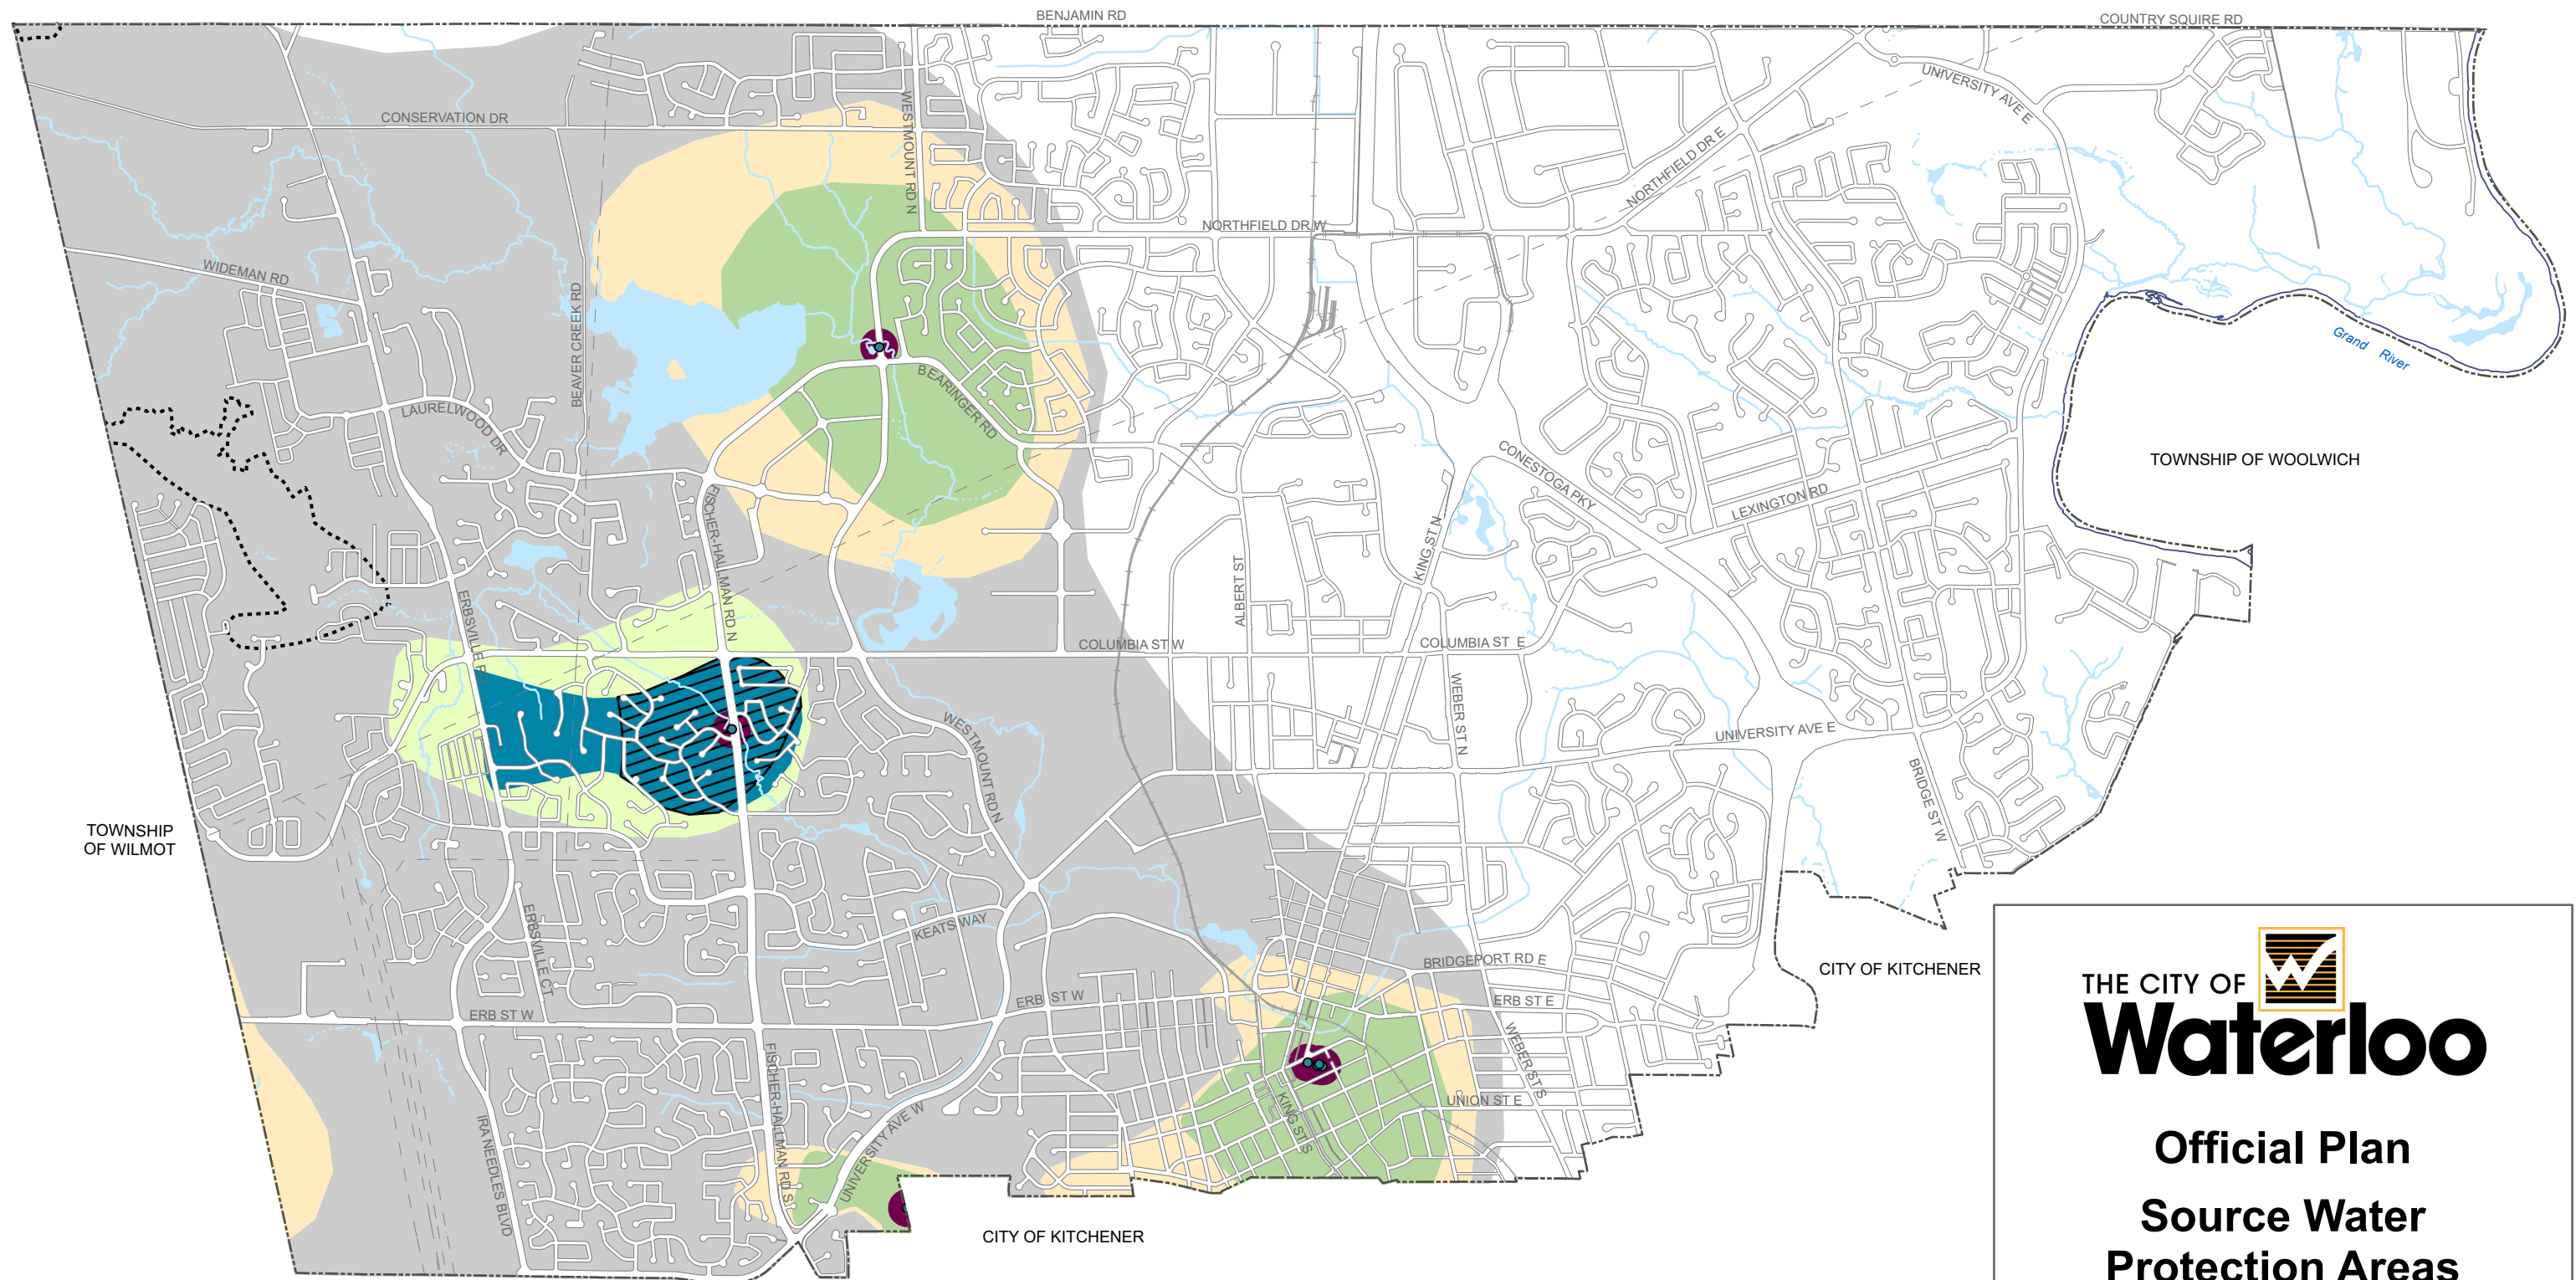 BENJAMIN RD
COUNTRY SQUIRE RD
UNIVERSITY AVE E
CONSERVATION DR
WESTMOUNT RD N
NORTHFIELD DR E
NORTHFIELD DR W
WIDEMAN RD
BEAVER CREEK RD
Grand River
BEARINGER RD
LAURELWOOD DR
TOWNSHIP OF WOOLWICH
CONESTOGA PKY
LEXINGTON RD
FISCHER-HALLMAN RD N
KING ST N
ALBERT ST
ERBSVILLE R
COLUMBIA ST W
COLUMBIA ST E
WEBER ST N
WESTMOUNT RD N
UNIVERSITY AVE E
BRIDGE ST W
TOWNSHIP
OF WILMOT
KEATS WAY
ERBSVILLE CT
BRIDGEPORT RD E
CITY OF KITCHENER
ERB ST W
ERB ST W
ERB ST E
WEBER ST S
FISCHER-HALLMAN RD S
UNION ST E
KING ST S
IRA NEEDLES BLVD
UNIVERSITY AVE W
CITY OF KITCHENER
THE CITY OF
Waterloo
Official Plan
Source Water
Protection Areas